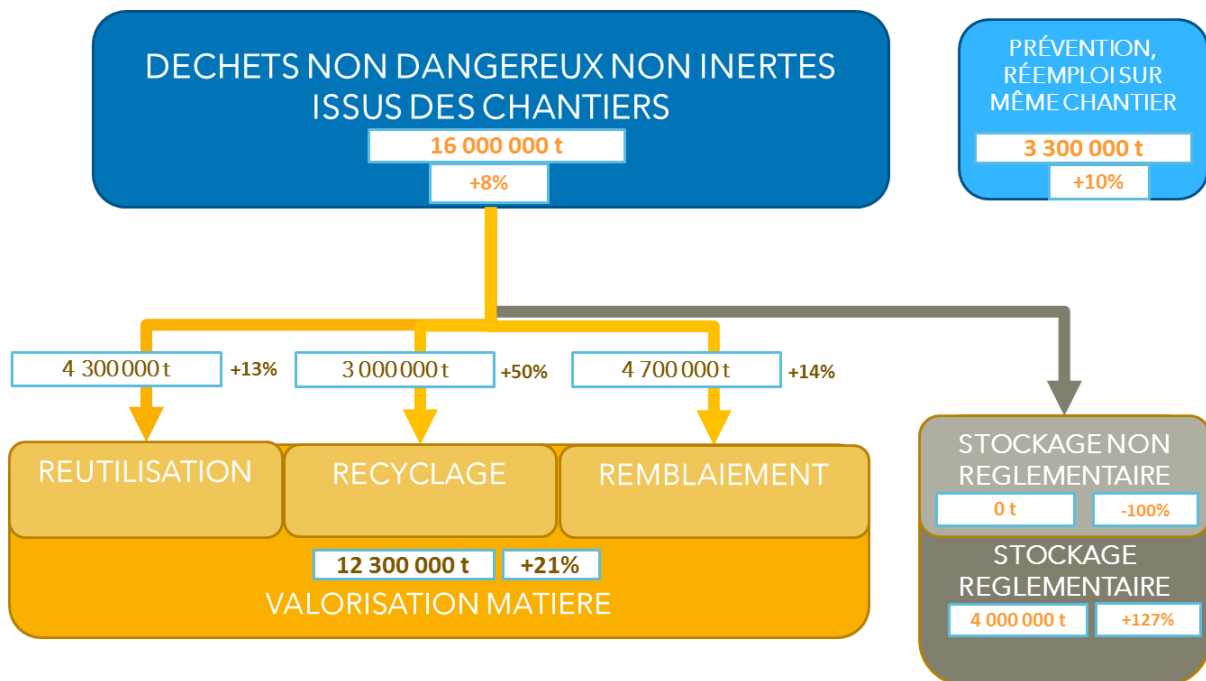 DECHETS NON DANGEREUX NON INERTES
ISSUS DES CHANTIERS
16 000 000 t
+8%
PRÉVENTION,
RÉEMPLOI SUR
MÊME CHANTIER
3 300 000 t
+10%
4 300 000 t
+13%
3 000 000 t
+50%
4 700 000 t
+14%
REUTILISATION
RECYCLAGE
REMBLAIEMENT
12 300 000 t
+21%
VALORISATION MATIERE
STOCKAGE NON
REGLEMENTAIRE
0 t
-100%
STOCKAGE
REGLEMENTAIRE
4 000 000 t
+127%